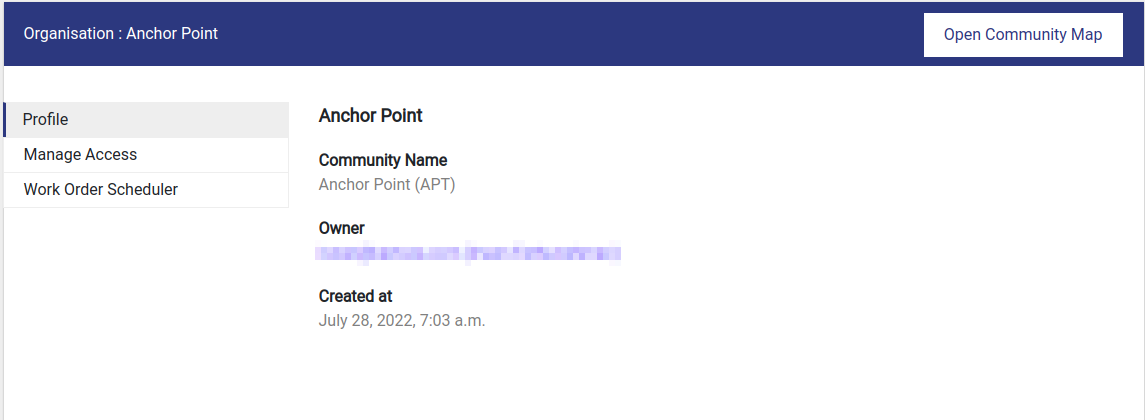 Organisation : Anchor Point
Open Community Map
Profile
Manage Access
Work Order Scheduler
Anchor Point
Community Name
Anchor Point (APT)
Owner
Created at
July 28, 2022, 7:03 a.m.